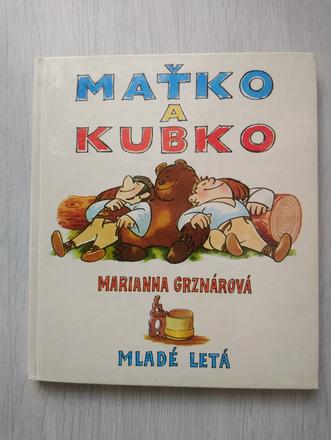 MAŤKO
A
KUBKO
MARIANNA GRZNÁROVÁ
MLADÉ LETÁ